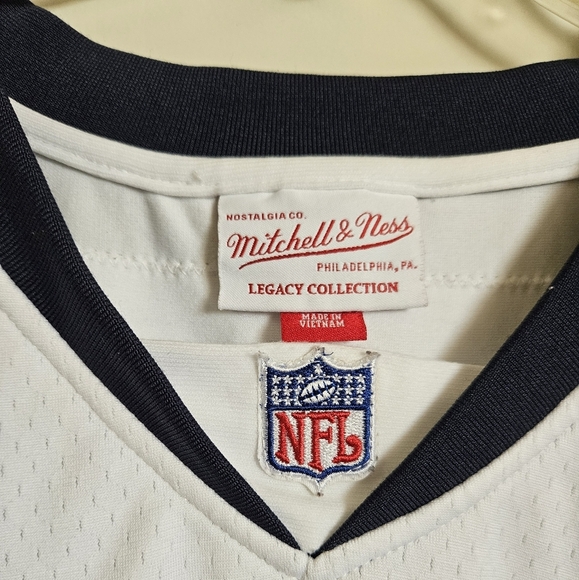 NOSTALGIA CO.
Mitchell & Ness
PHILADELPHIA, PA.
LEGACY COLLECTION
MADE IN
VIETNAM
NFL